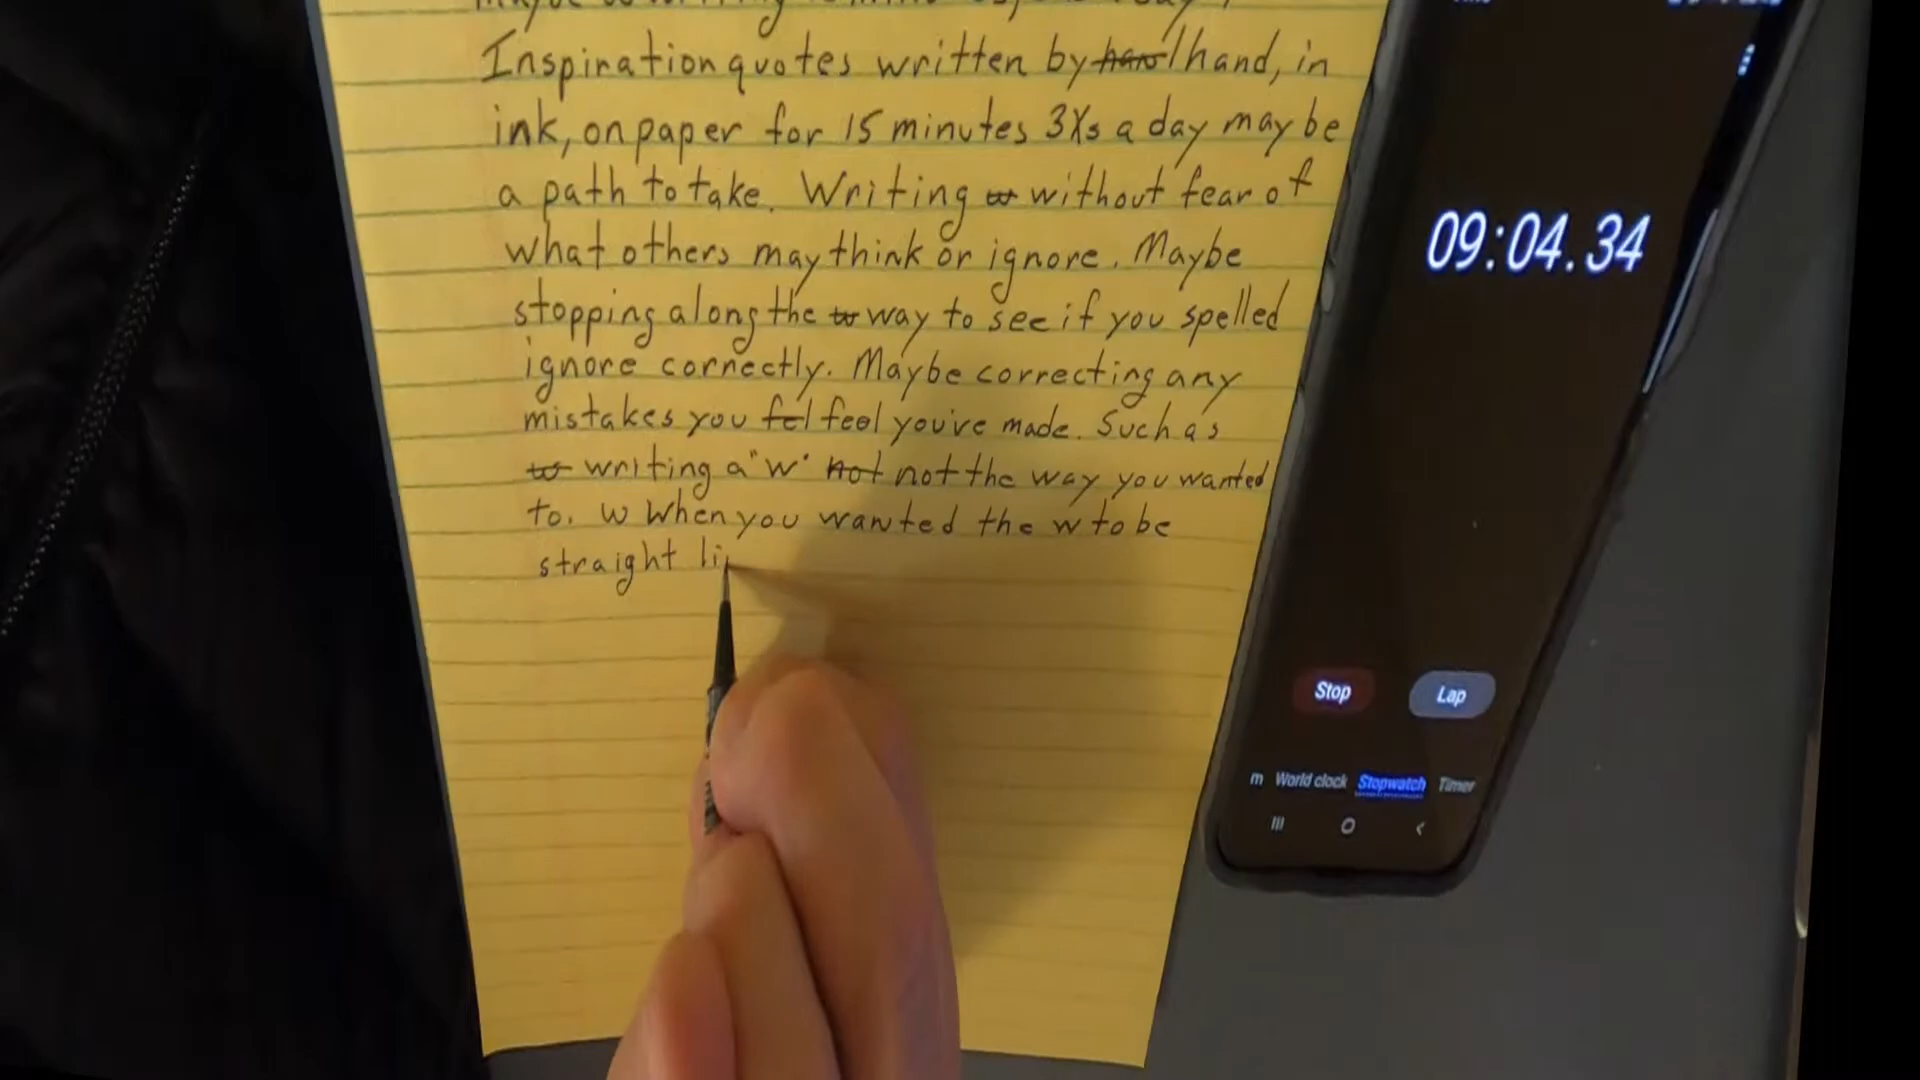 Inspiration quotes written by hand, in
ink, on paper for 15 minutes 3Xs a day may be
a path to take. Writing without fear of
what others may think or ignore. Maybe
stopping along the way to see if you spelled
ignore correctly. Maybe correcting any
mistakes you fel feel you've made. Such as
writing a "w" not not the way you wanted
to. w When you wanted the w to be
straight li
09:04.34
Stop Lap
m World clock Stopwatch Timer